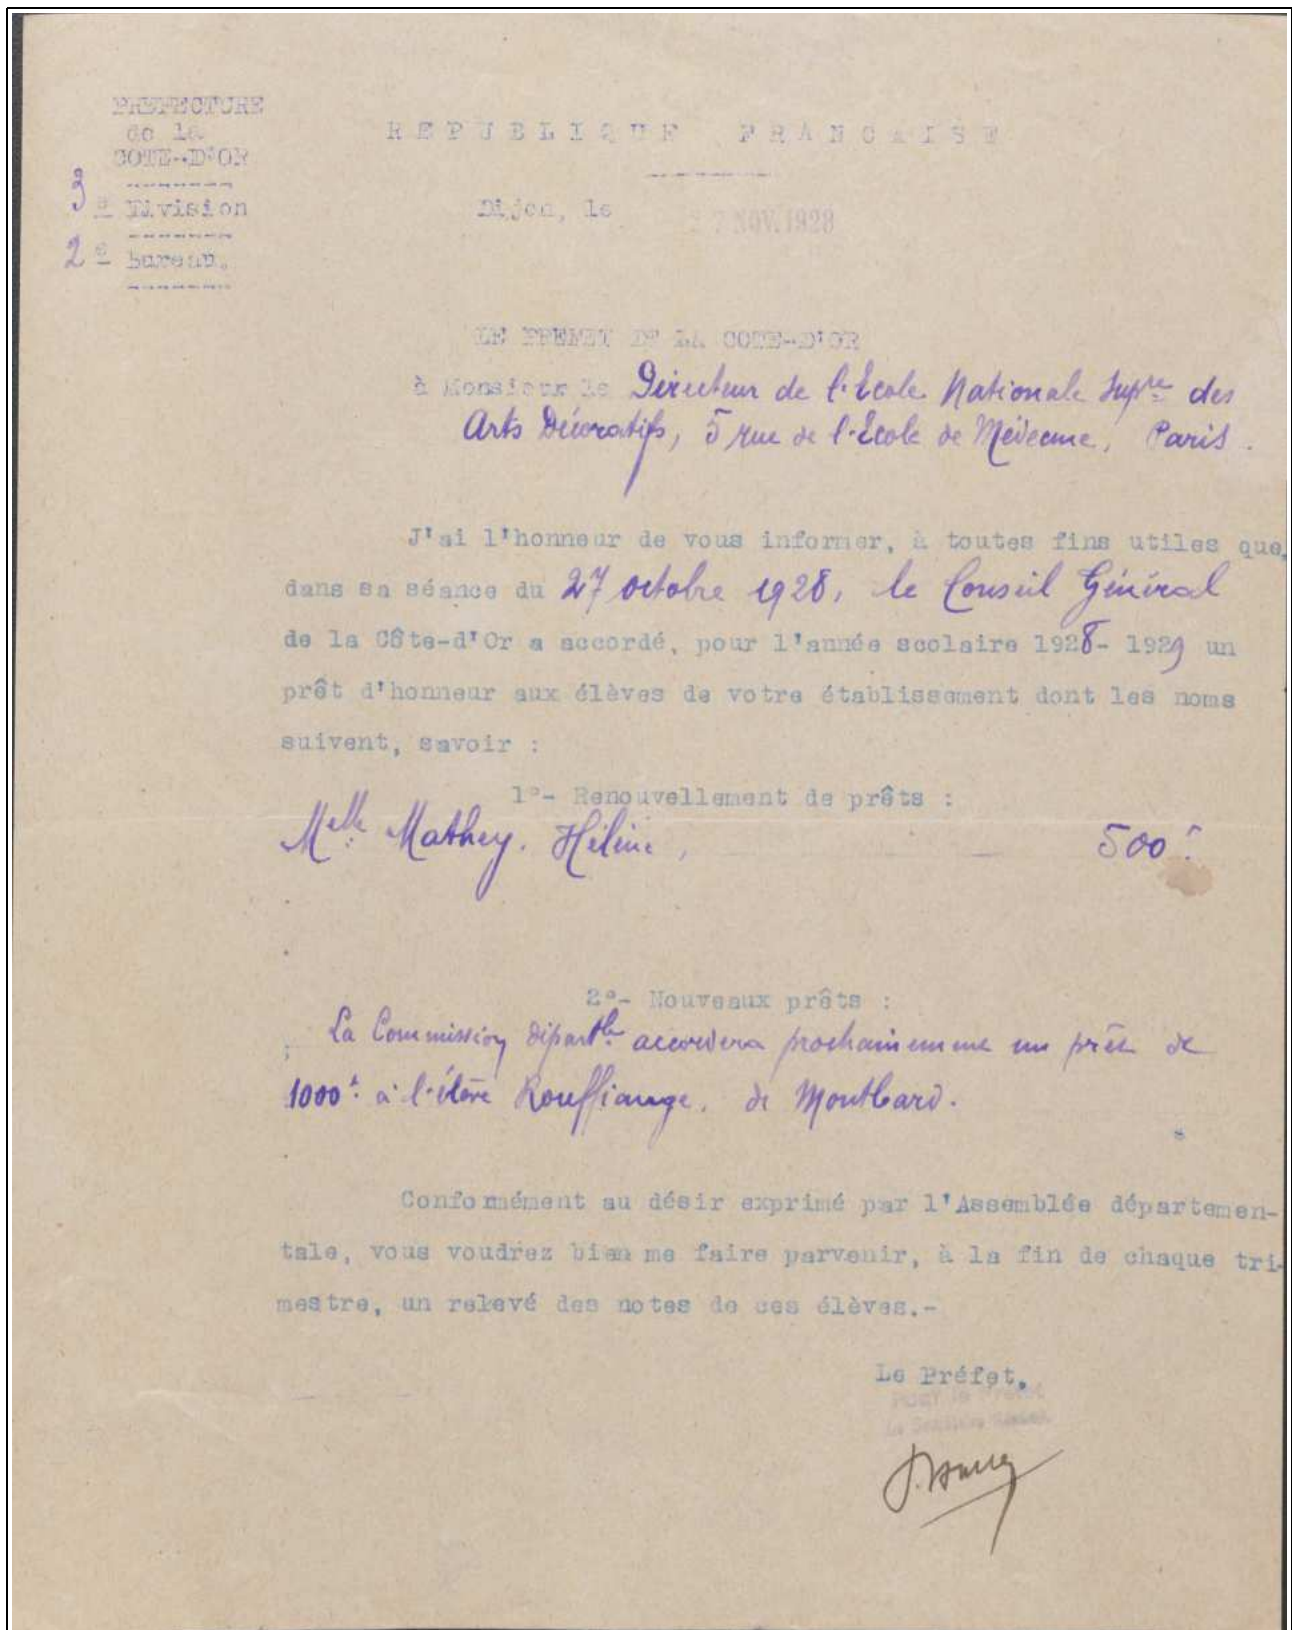 PREFECTURE
de la
COTE-D'OR
3e Division
2e Bureau.
REPUBLIQUE FRANCAISE
Dijon, le 27 NOV. 1928
LE PREFET DE LA COTE-D'OR
à Monsieur le Directeur de l'Ecole Nationale Supre des
Arts Décoratifs, 5 rue de l'Ecole de Médecine, Paris.
J'ai l'honneur de vous informer, à toutes fins utiles que,
dans sa séance du 27 octobre 1928, le Conseil Général
de la Côte-d'Or a accordé, pour l'année scolaire 1928- 1929 un
prêt d'honneur aux élèves de votre établissement dont les noms
suivent, savoir :
1°- Renouvellement de prêts :
Melle Mathey. Hélène, 500f
2°- Nouveaux prêts :
La Commission départle accordera prochainement un prêt de
1000f à l'élève Rouffiange, de Montbard.
Conformément au désir exprimé par l'Assemblée départemen-
tale, vous voudrez bien me faire parvenir, à la fin de chaque tri-
mestre, un relevé des notes de ces élèves.-
Le Préfet,
Pour le Préfet